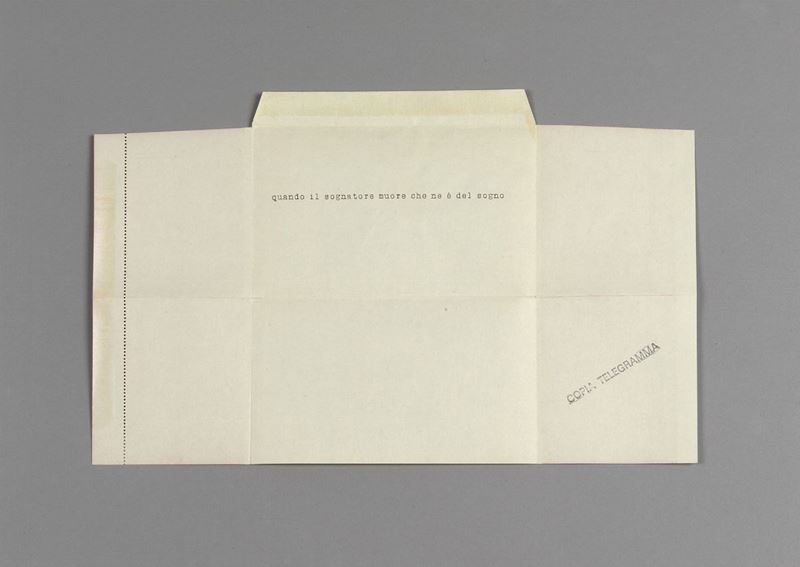 quando il sognatore muore che ne è del sogno
COPIA TELEGRAMMA